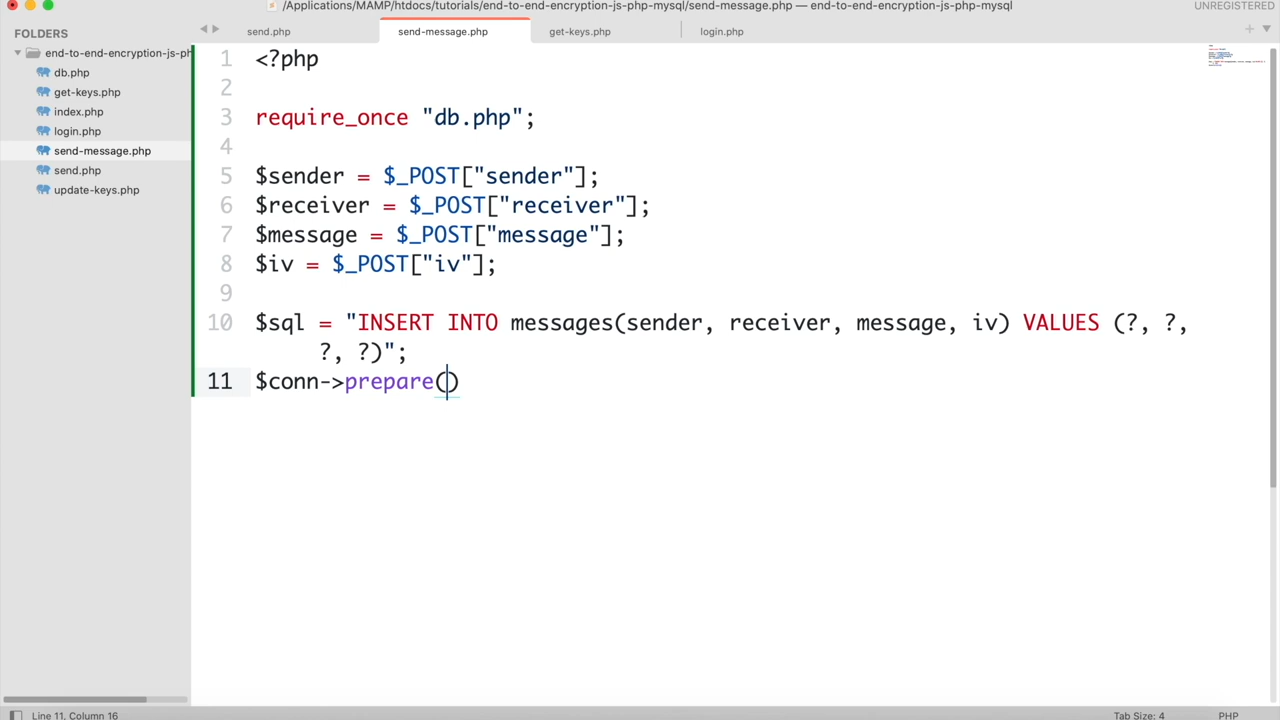 /Applications/MAMP/htdocs/tutorials/end-to-end-encryption-js-php-mysql/send-message.php — end-to-end-encryption-js-php-mysql
UNREGISTERED
FOLDERS
end-to-end-encryption-js-ph
db.php
get-keys.php
index.php
login.php
send-message.php
send.php
update-keys.php
send.php
send-message.php
get-keys.php
login.php
1 <?php
2
3 require_once "db.php";
4
5 $sender = $_POST["sender"];
6 $receiver = $_POST["receiver"];
7 $message = $_POST["message"];
8 $iv = $_POST["iv"];
9
10 $sql = "INSERT INTO messages(sender, receiver, message, iv) VALUES (?, ?,
?, ?)";
11 $conn->prepare()
Line 11, Column 16
Tab Size: 4
PHP